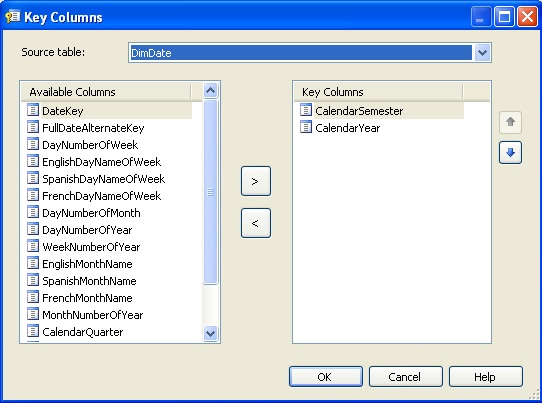 Key Columns
Source table:
DimDate
Available Columns
DateKey
FullDateAlternateKey
DayNumberOfWeek
EnglishDayNameOfWeek
SpanishDayNameOfWeek
FrenchDayNameOfWeek
DayNumberOfMonth
DayNumberOfYear
WeekNumberOfYear
EnglishMonthName
SpanishMonthName
FrenchMonthName
MonthNumberOfYear
CalendarQuarter
>
<
Key Columns
CalendarSemester
CalendarYear
OK
Cancel
Help